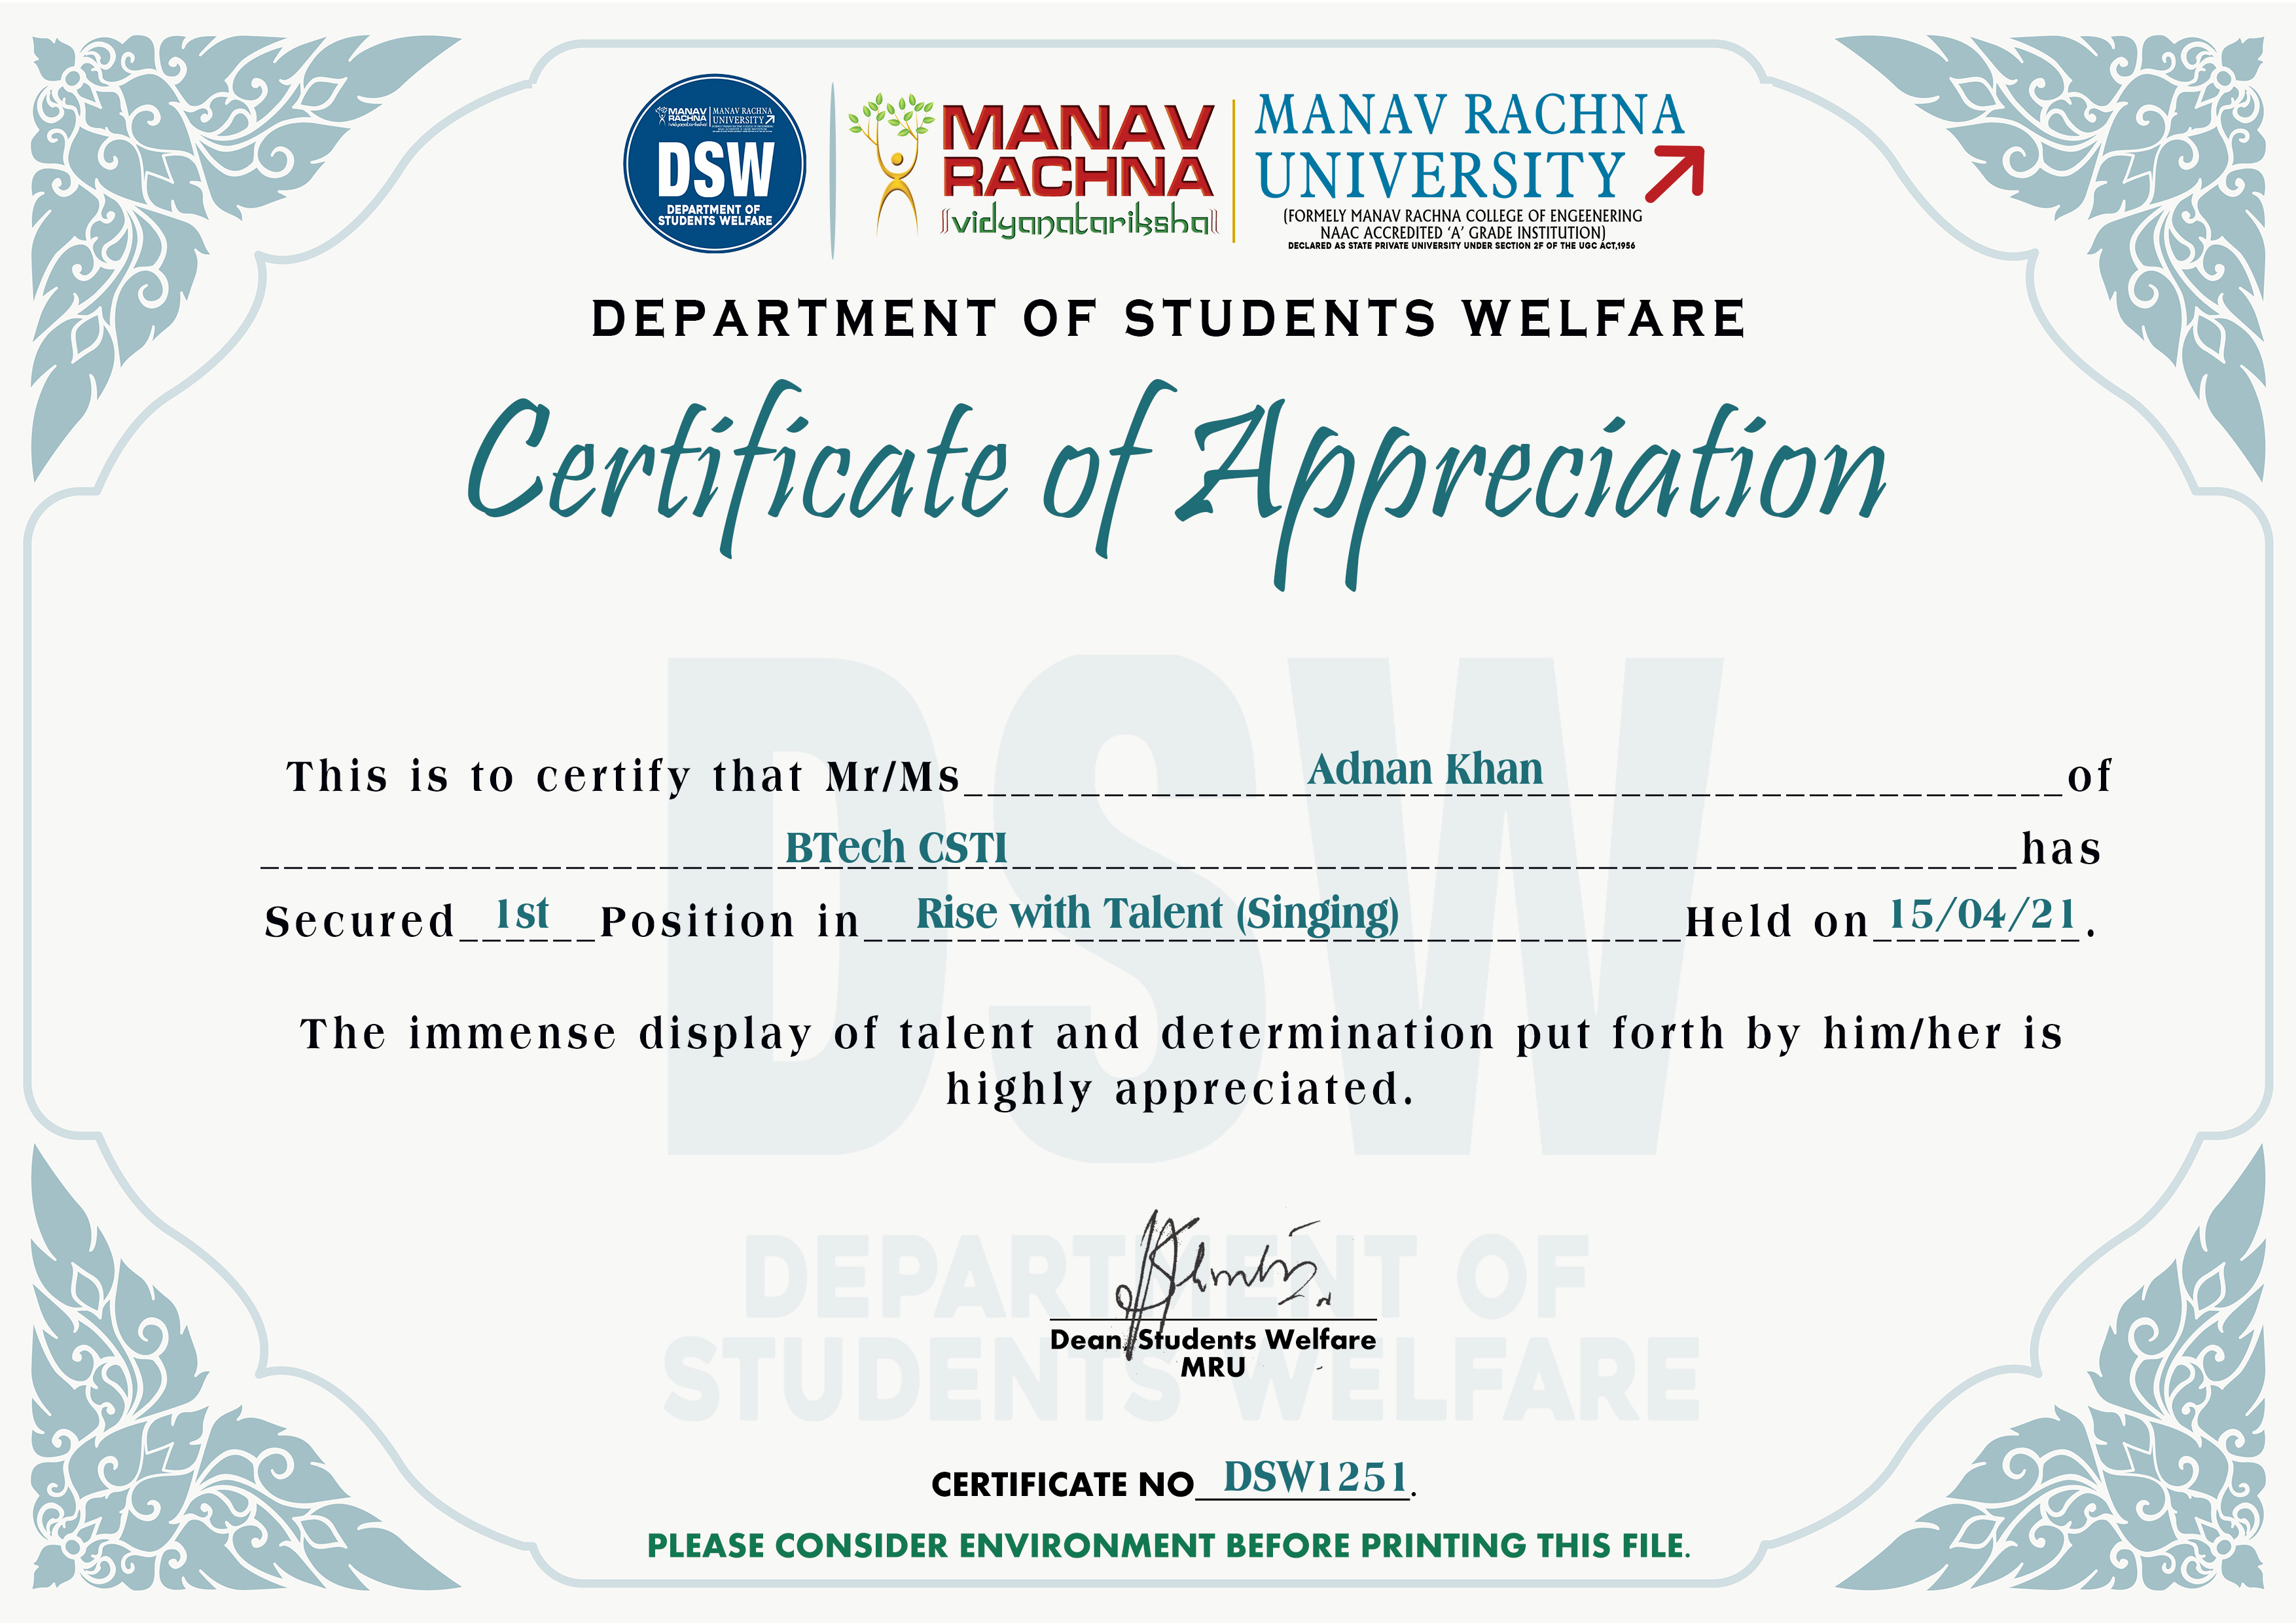 MANAV RACHNA
vidyanatariksha
MANAV RACHNA
UNIVERSITY
DSW
DEPARTMENT OF
STUDENTS WELFARE
MANAV
RACHNA
vidyanatariksha
MANAV RACHNA
UNIVERSITY
(FORMELY MANAV RACHNA COLLEGE OF ENGEENERING
NAAC ACCREDITED ‘A’ GRADE INSTITUTION)
DECLARED AS STATE PRIVATE UNIVERSITY UNDER SECTION 2F OF THE UGC ACT,1956
DEPARTMENT OF STUDENTS WELFARE
Certificate of Appreciation
DSW
This is to certify that Mr/Ms Adnan Khan of
BTech CSTI has
Secured 1st Position in Rise with Talent (Singing) Held on 15/04/21.
The immense display of talent and determination put forth by him/her is
highly appreciated.
DEPARTMENT OF
STUDENTS WELFARE
Dean Students Welfare
MRU
CERTIFICATE NO DSW1251.
PLEASE CONSIDER ENVIRONMENT BEFORE PRINTING THIS FILE.